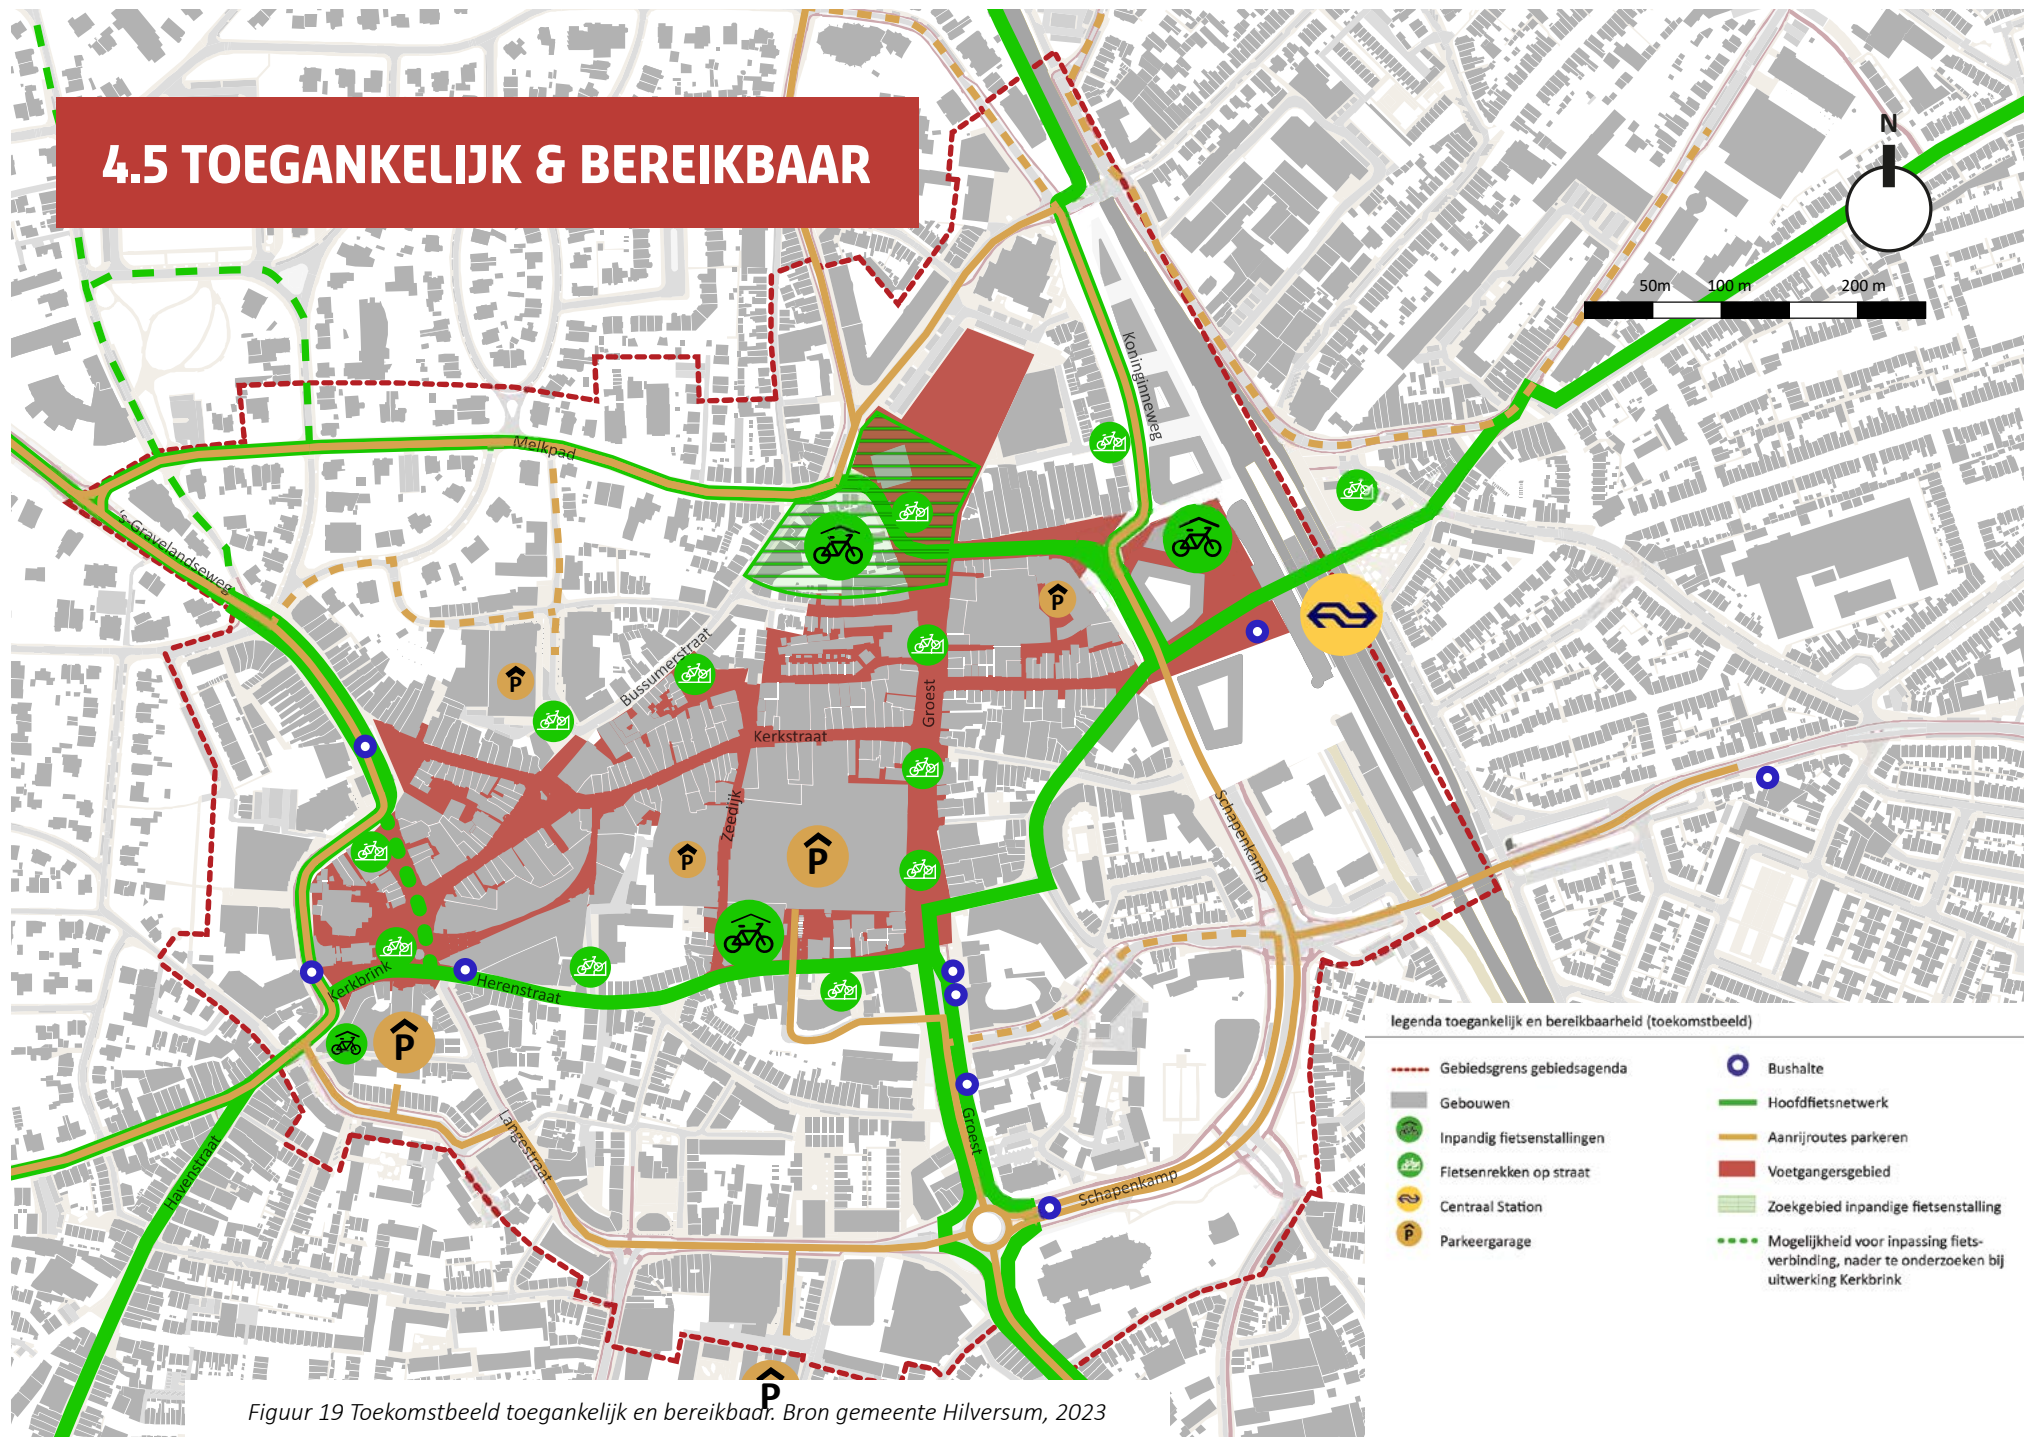 4.5 TOEGANKELIJK & BEREIKBAAR
N
50m 100 m 200 m
Koninginneweg
Melkpad
's-Gravelandseweg
Bussumerstraat
Groest
Kerkstraat
Zeedijk
Schapenkamp
Kerkbrink
Herenstraat
Langestraat
Havenstraat
Groest
Schapenkamp
P
P
P
P
P
P
legenda toegankelijk en bereikbaarheid (toekomstbeeld)
Gebiedsgrens gebiedsagenda
Gebouwen
Inpandig fietsenstallingen
Fietsenrekken op straat
Centraal Station
P
Parkeergarage
Bushalte
Hoofdfietsnetwerk
Aanrijroutes parkeren
Voetgangersgebied
Zoekgebied inpandige fietsenstalling
Mogelijkheid voor inpassing fiets-
verbinding, nader te onderzoeken bij
uitwerking Kerkbrink
Figuur 19 Toekomstbeeld toegankelijk en bereikbaar. Bron gemeente Hilversum, 2023